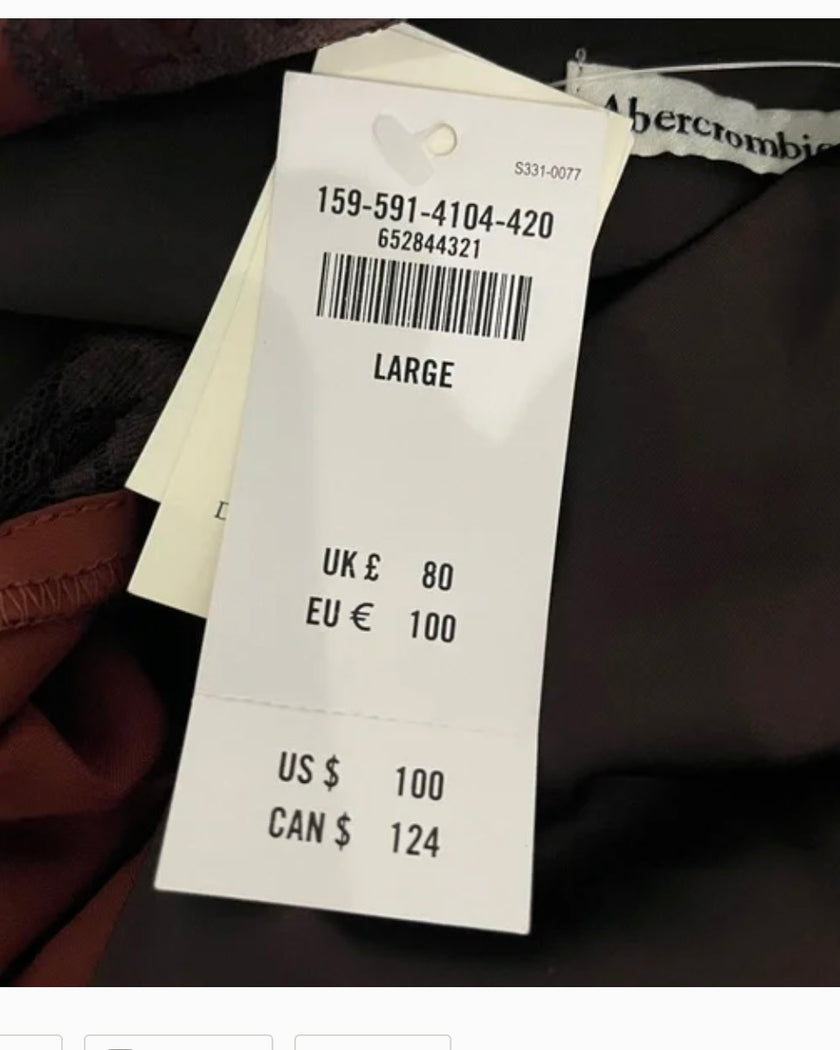 Abercrombie
S331-0077
159-591-4104-420
652844321
LARGE
UK £ 80
EU € 100
US $ 100
CAN $ 124